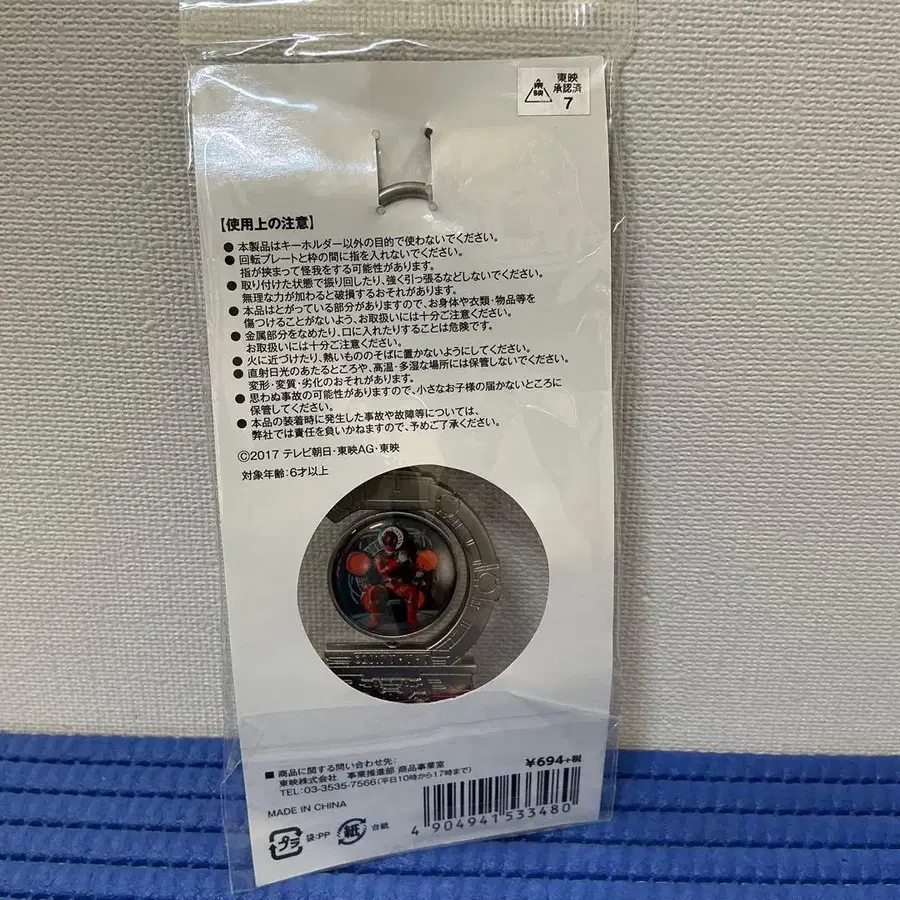 東映
承認済
7
東
映
【使用上の注意】
● 本製品はキーホルダー以外の目的で使わないでください。
● 回転プレートと枠の間に指を入れないでください。
指が挟まって怪我をする可能性があります。
● 取り付けた状態で振り回したり、強く引っ張るなどしないでください。
無理な力が加わると破損するおそれがあります。
● 本品はとがっている部分がありますので、お身体や衣類・物品等を
傷つけることがないよう、お取扱いには十分ご注意ください。
● 金属部分をなめたり、口に入れたりすることは危険です。
お取扱いには十分ご注意ください。
● 火に近づけたり、熱いもののそばに置かないようにしてください。
● 直射日光のあたるところや、高温・多湿な場所には保管しないでください。
変形・変質・劣化のおそれがあります。
● 思わぬ事故の可能性がありますので、小さなお子様の届かないところに
保管してください。
● 本品の装着時に発生した事故や故障等については、
弊社では責任を負いかねますので、予めご了承ください。
©2017 テレビ朝日・東映AG・東映
対象年齢:6才以上
■ 商品に関する問い合わせ先:
東映株式会社 事業推進部 商品事業室
TEL:03-3535-7566(平日10時から17時まで)
¥694+税
MADE IN CHINA
プラ 袋:PP 紙 台紙
4 904941 533480